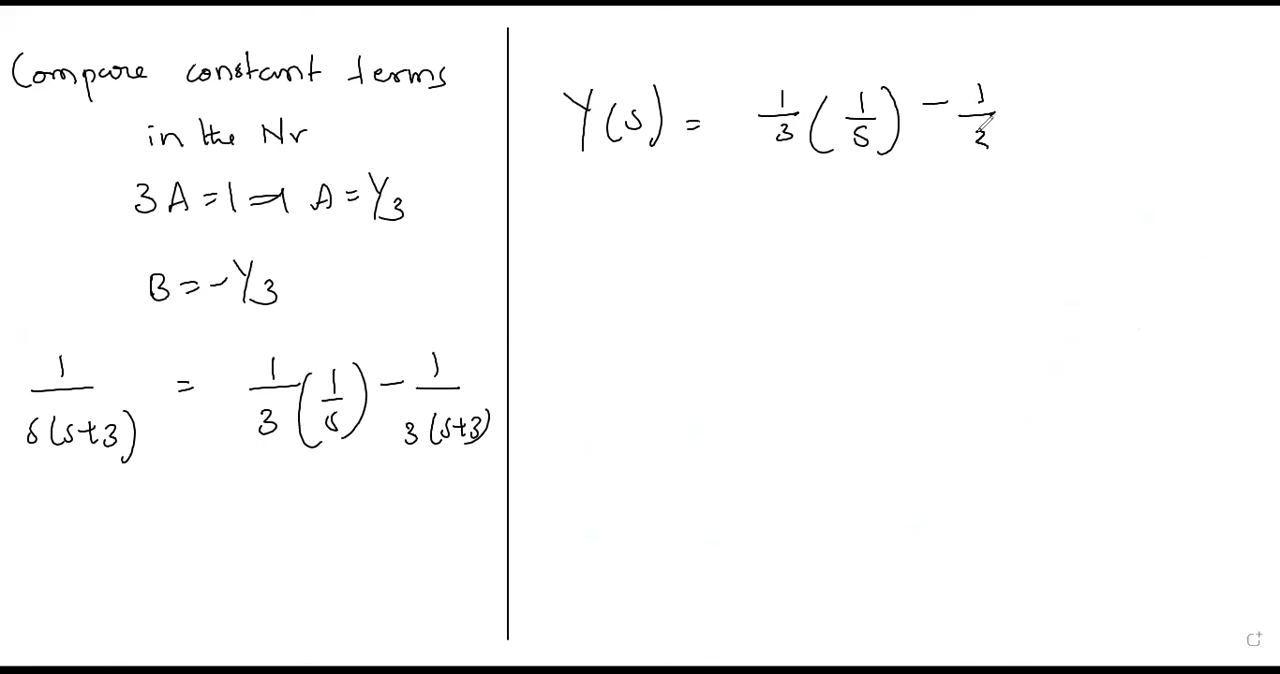 Compare constant terms
in the Nr
3A = 1 ⇒ A = 1/3
B = -1/3
1/(s(s+3)) = 1/3 (1/s) - 1/(3(s+3))
Y(s) = 1/3 (1/s) - 1/2